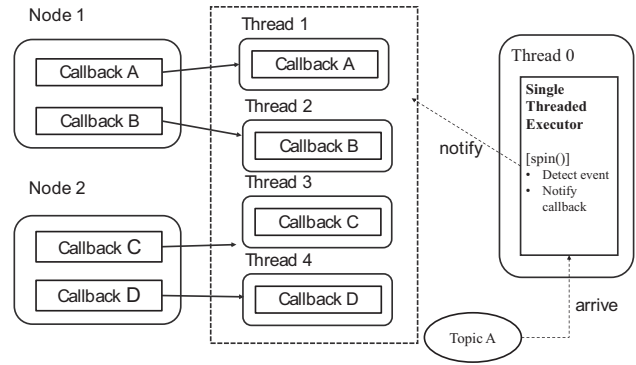 Node 1
Callback A
Callback B
Node 2
Callback C
Callback D
Thread 1
Callback A
Thread 2
Callback B
Thread 3
Callback C
Thread 4
Callback D
notify
Thread 0
Single
Threaded
Executor
[spin()]
• Detect event
• Notify
callback
arrive
Topic A